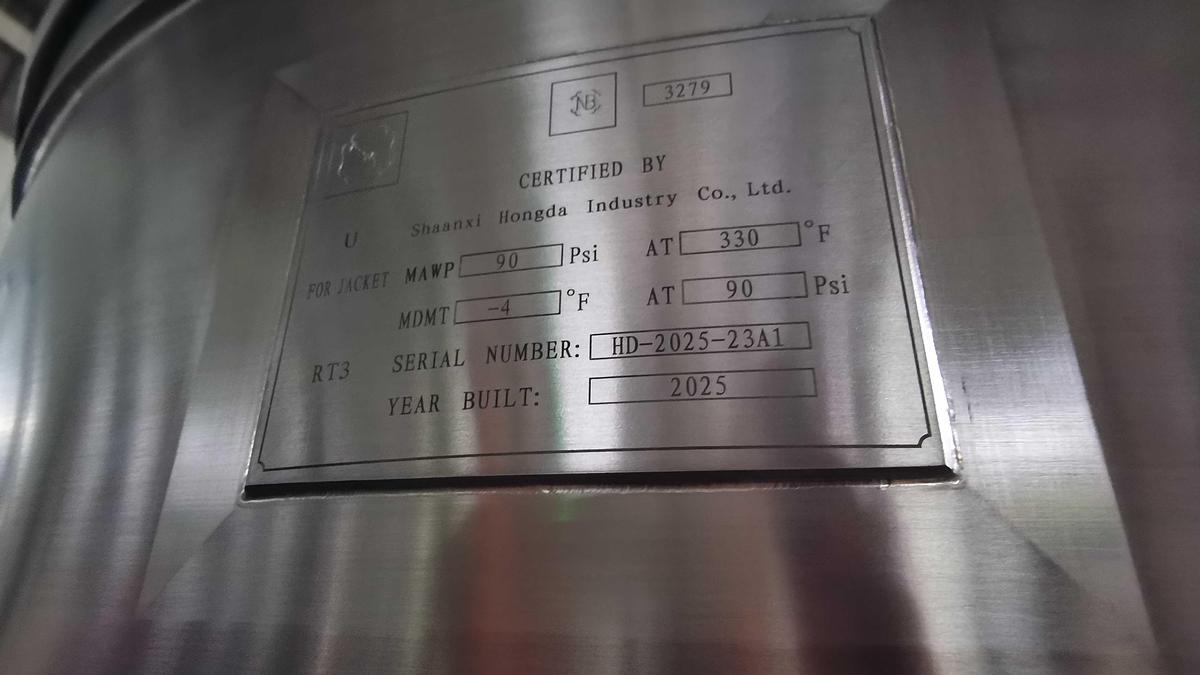 NB 3279
CERTIFIED BY
U Shaanxi Hongda Industry Co., Ltd.
FOR JACKET MAWP 90 Psi AT 330 °F
MDMT -4 °F AT 90 Psi
RT3 SERIAL NUMBER: HD-2025-23A1
YEAR BUILT: 2025